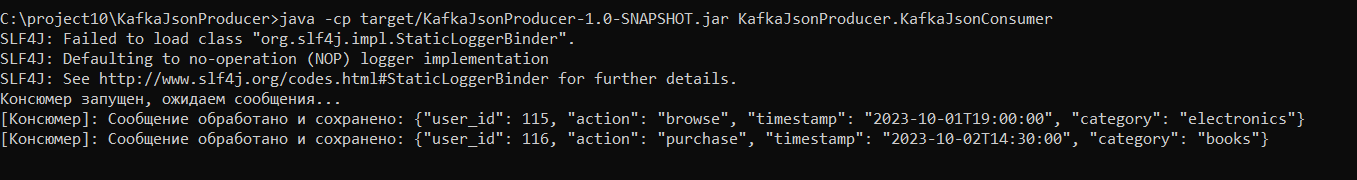 C:\project10\KafkaJsonProducer>java -cp target/KafkaJsonProducer-1.0-SNAPSHOT.jar KafkaJsonProducer.KafkaJsonConsumer
SLF4J: Failed to load class "org.slf4j.impl.StaticLoggerBinder".
SLF4J: Defaulting to no-operation (NOP) logger implementation
SLF4J: See http://www.slf4j.org/codes.html#StaticLoggerBinder for further details.
Консюмер запущен, ожидаем сообщения...
[Консюмер]: Сообщение обработано и сохранено: {"user_id": 115, "action": "browse", "timestamp": "2023-10-01T19:00:00", "category": "electronics"}
[Консюмер]: Сообщение обработано и сохранено: {"user_id": 116, "action": "purchase", "timestamp": "2023-10-02T14:30:00", "category": "books"}